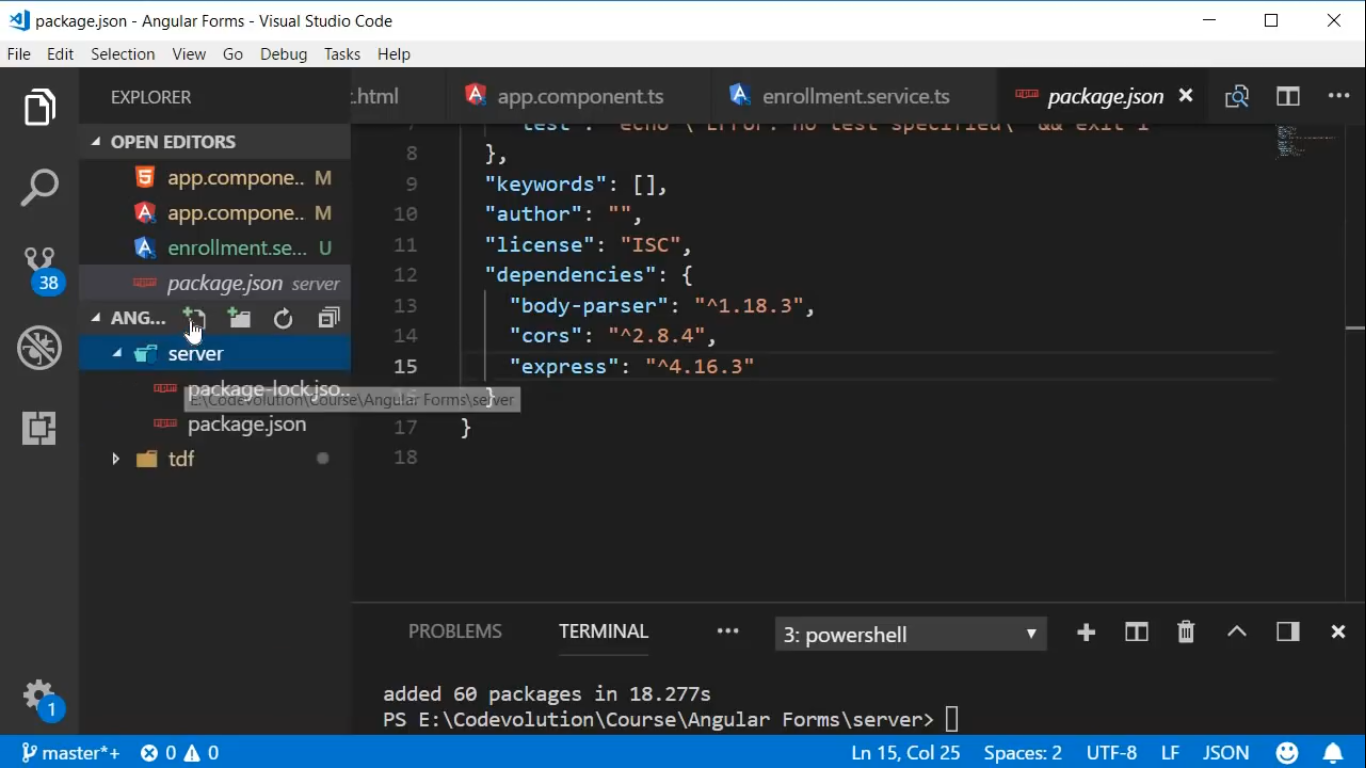 package.json - Angular Forms - Visual Studio Code
File Edit Selection View Go Debug Tasks Help
EXPLORER
.html app.component.ts enrollment.service.ts package.json
OPEN EDITORS
app.compone.. M
app.compone.. M
enrollment.se... U
package.json server
ANG...
server
package-lock.jso..
E:\Codevolution\Course\Angular Forms\server
package.json
tdf
7 "test": "echo \"Error: no test specified\" && exit 1"
8 },
9 "keywords": [],
10 "author": "",
11 "license": "ISC",
12 "dependencies": {
13 "body-parser": "^1.18.3",
14 "cors": "^2.8.4",
15 "express": "^4.16.3"
16 }
17 }
18
PROBLEMS TERMINAL ... 3: powershell
added 60 packages in 18.277s
PS E:\Codevolution\Course\Angular Forms\server>
38
1
master*+ 0 0 Ln 15, Col 25 Spaces: 2 UTF-8 LF JSON